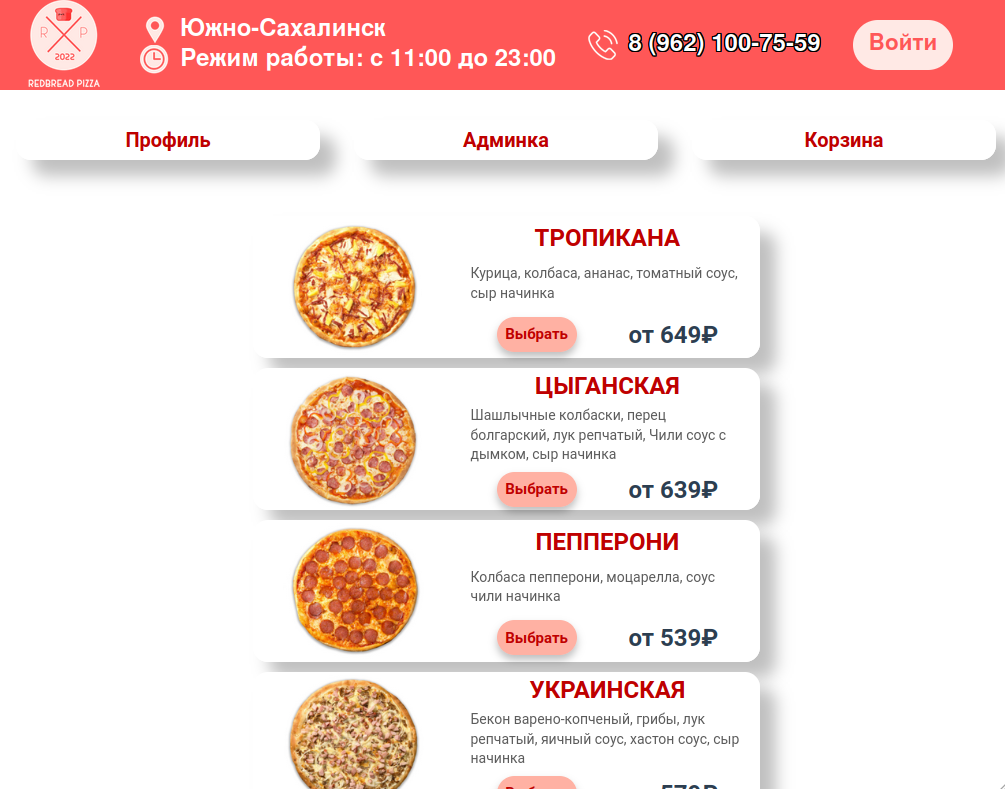 R P
2022
REDBREAD PIZZA
Южно-Сахалинск
Режим работы: с 11:00 до 23:00
8 (962) 100-75-59
Войти
Профиль
Админка
Корзина
ТРОПИКАНА
Курица, колбаса, ананас, томатный соус,
сыр начинка
Выбрать
от 649₽
ЦЫГАНСКАЯ
Шашлычные колбаски, перец
болгарский, лук репчатый, Чили соус с
дымком, сыр начинка
Выбрать
от 639₽
ПЕППЕРОНИ
Колбаса пепперони, моцарелла, соус
чили начинка
Выбрать
от 539₽
УКРАИНСКАЯ
Бекон варено-копченый, грибы, лук
репчатый, яичный соус, хастон соус, сыр
начинка